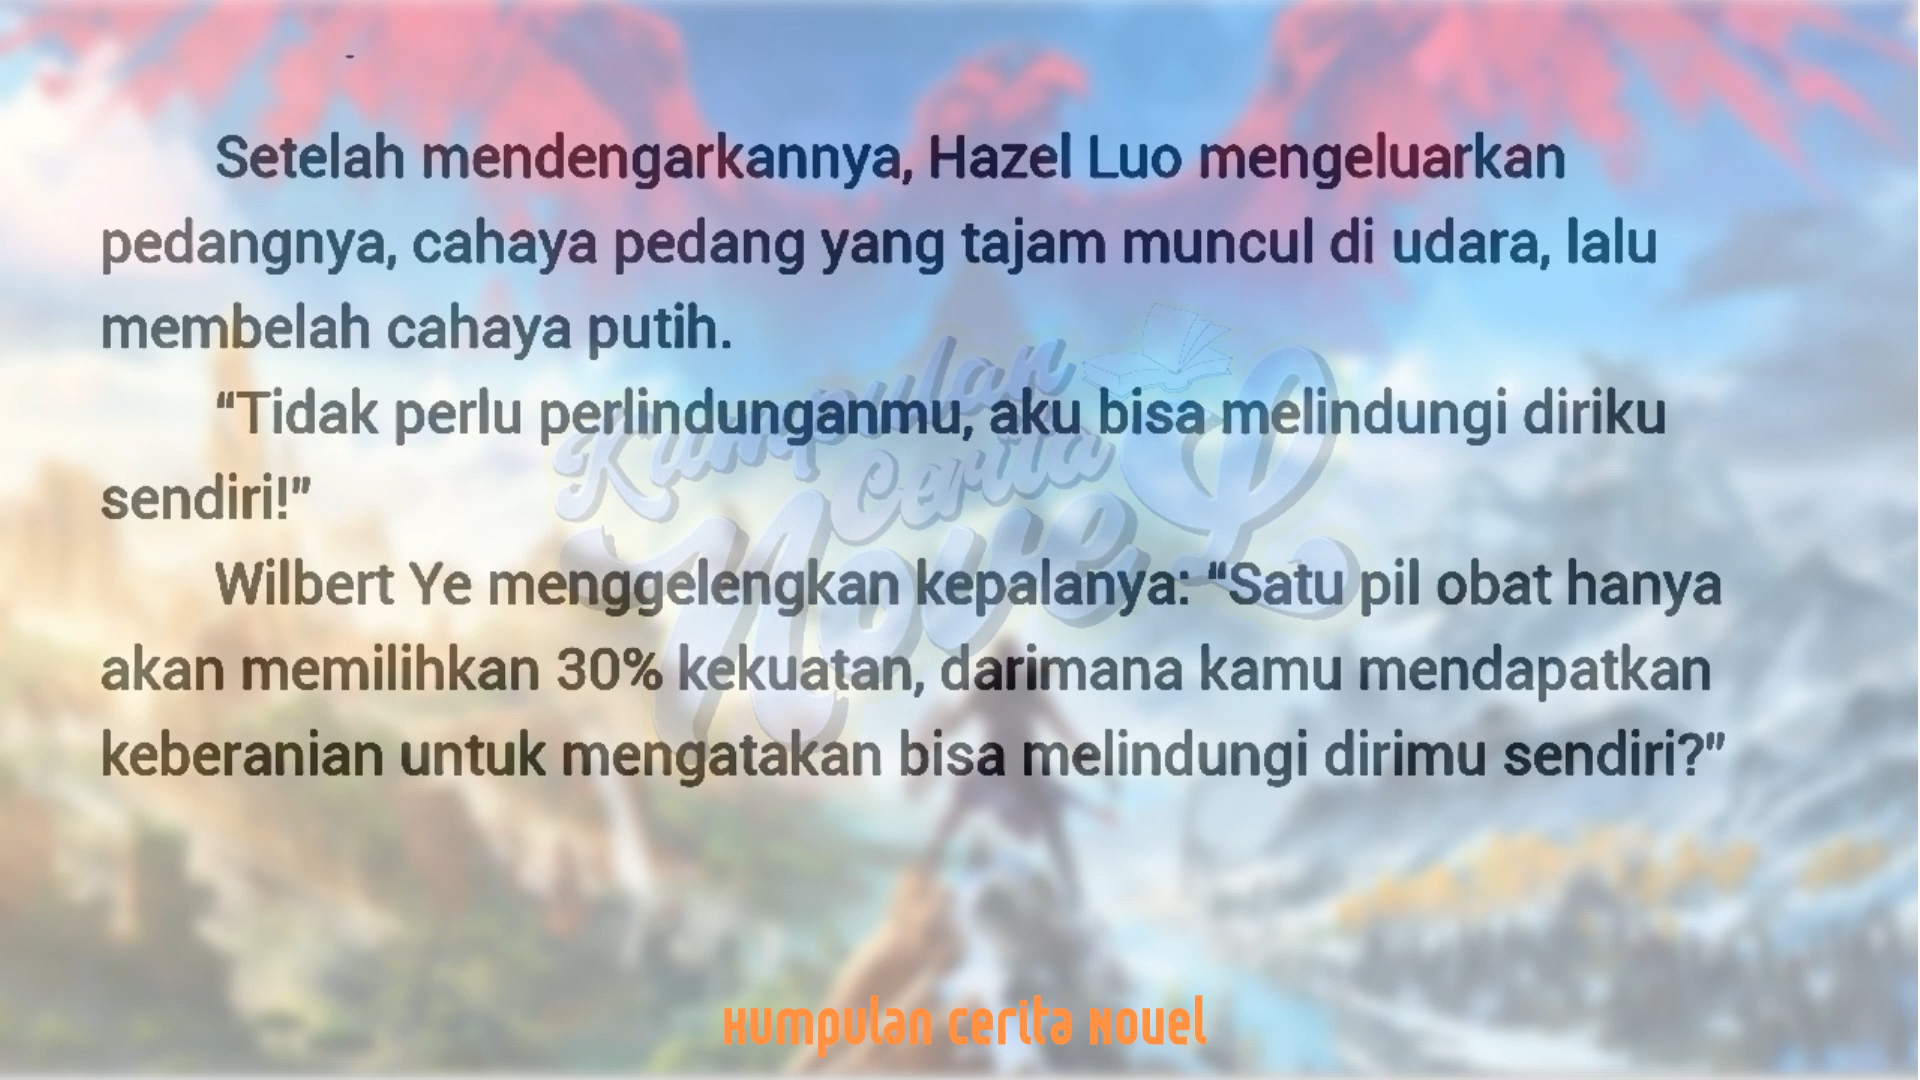 Setelah mendengarkannya, Hazel Luo mengeluarkan
pedangnya, cahaya pedang yang tajam muncul di udara, lalu
membelah cahaya putih.
“Tidak perlu perlindunganmu, aku bisa melindungi diriku
sendiri!”
Wilbert Ye menggelengkan kepalanya: “Satu pil obat hanya
akan memilihkan 30% kekuatan, darimana kamu mendapatkan
keberanian untuk mengatakan bisa melindungi dirimu sendiri?”
Kumpulan
Cerita
Novel
Kumpulan Cerita Novel